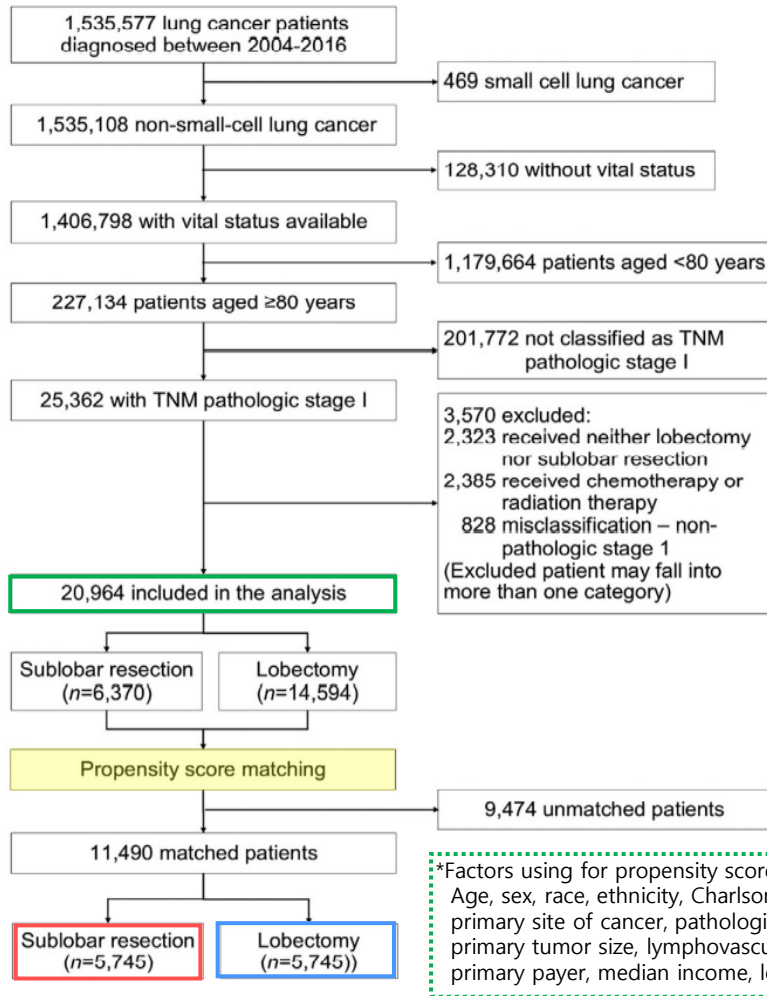 1,535,577 lung cancer patients
diagnosed between 2004-2016
469 small cell lung cancer
1,535,108 non-small-cell lung cancer
128,310 without vital status
1,406,798 with vital status available
1,179,664 patients aged <80 years
227,134 patients aged ≥80 years
201,772 not classified as TNM
pathologic stage I
25,362 with TNM pathologic stage I
3,570 excluded:
2,323 received neither lobectomy
nor sublobar resection
2,385 received chemotherapy or
radiation therapy
828 misclassification – non-
pathologic stage 1
(Excluded patient may fall into
more than one category)
20,964 included in the analysis
Sublobar resection
(n=6,370)
Lobectomy
(n=14,594)
Propensity score matching
9,474 unmatched patients
11,490 matched patients
Sublobar resection
(n=5,745)
Lobectomy
(n=5,745))
*Factors using for propensity score
Age, sex, race, ethnicity, Charlson
primary site of cancer, pathologi
primary tumor size, lymphovascu
primary payer, median income, l